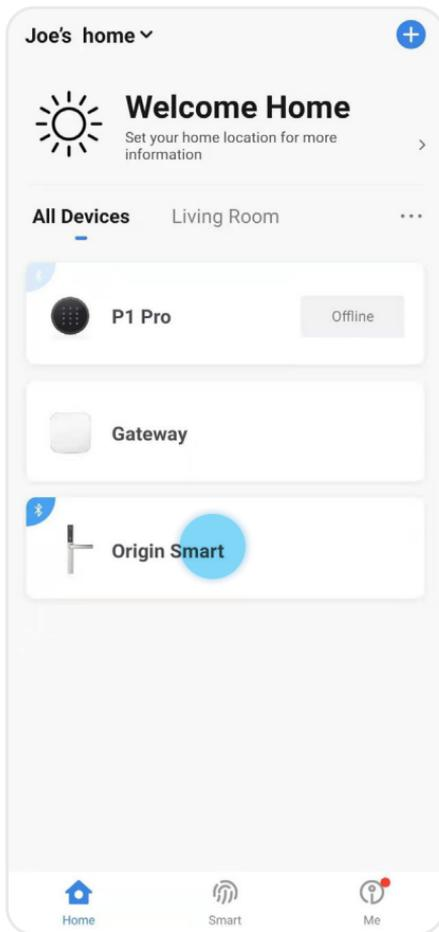 Joe's home
Welcome Home
Set your home location for more
information
All Devices Living Room
P1 Pro Offline
Gateway
Origin Smart
Home Smart Me